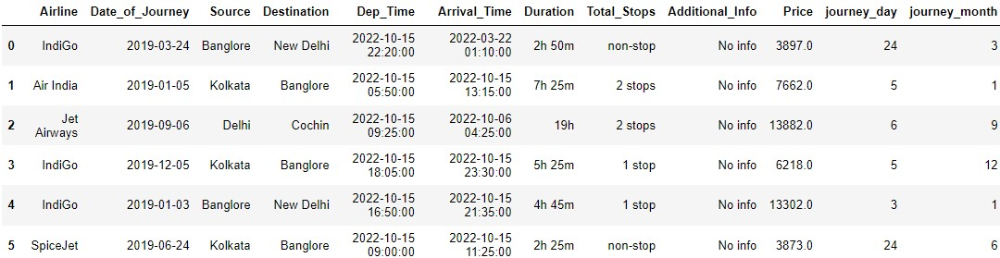 Airline Date_of_Journey Source Destination Dep_Time Arrival_Time Duration Total_Stops Additional_Info Price journey_day journey_month
0 IndiGo 2019-03-24 Banglore New Delhi 2022-10-15 22:20:00 2022-03-22 01:10:00 2h 50m non-stop No info 3897.0 24 3
1 Air India 2019-01-05 Kolkata Banglore 2022-10-15 05:50:00 2022-10-15 13:15:00 7h 25m 2 stops No info 7662.0 5 1
2 Jet Airways 2019-09-06 Delhi Cochin 2022-10-15 09:25:00 2022-10-06 04:25:00 19h 2 stops No info 13882.0 6 9
3 IndiGo 2019-12-05 Kolkata Banglore 2022-10-15 18:05:00 2022-10-15 23:30:00 5h 25m 1 stop No info 6218.0 5 12
4 IndiGo 2019-01-03 Banglore New Delhi 2022-10-15 16:50:00 2022-10-15 21:35:00 4h 45m 1 stop No info 13302.0 3 1
5 SpiceJet 2019-06-24 Kolkata Banglore 2022-10-15 09:00:00 2022-10-15 11:25:00 2h 25m non-stop No info 3873.0 24 6